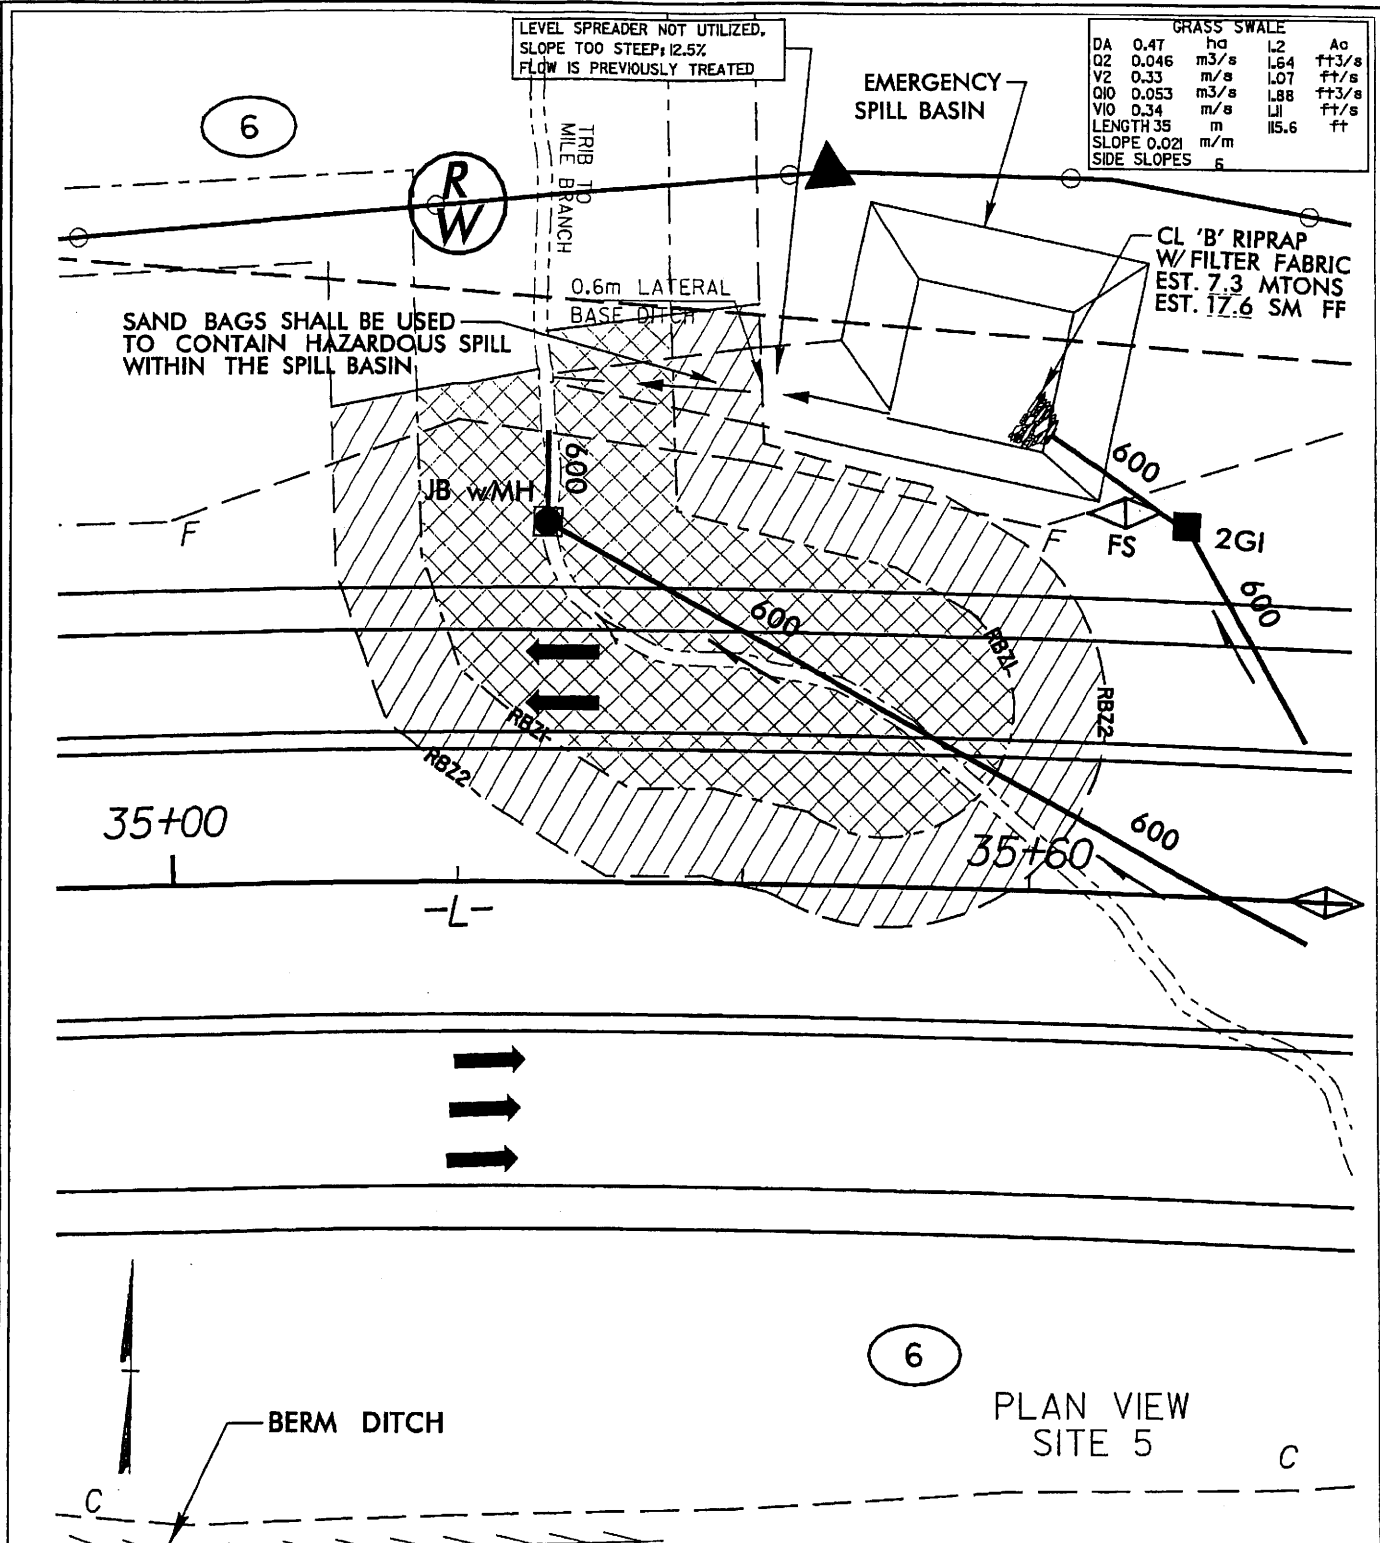 LEVEL SPREADER NOT UTILIZED,
SLOPE TOO STEEP; 12.5%
FLOW IS PREVIOUSLY TREATED
GRASS SWALE
DA 0.47 ha 1.2 Ac
Q2 0.046 m3/s 1.64 ft3/s
V2 0.33 m/s 1.07 ft/s
Q10 0.053 m3/s 1.88 ft3/s
V10 0.34 m/s 1.11 ft/s
LENGTH 35 m 115.6 ft
SLOPE 0.021 m/m
SIDE SLOPES 6
EMERGENCY
SPILL BASIN
6
TRIB TO
MILE BRANCH
R
W
CL 'B' RIPRAP
W/ FILTER FABRIC
EST. 7.3 MTONS
EST. 17.6 SM FF
0.6m LATERAL
BASE DITCH
SAND BAGS SHALL BE USED
TO CONTAIN HAZARDOUS SPILL
WITHIN THE SPILL BASIN
600
600
JB w/MH
F
F
FS
2GI
600
600
RBZ1
RBZ2
RBZ1
RBZ2
35+00
600
35+60
-L-
6
PLAN VIEW
SITE 5
BERM DITCH
C
C